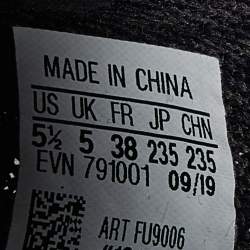 MADE IN CHINA
US UK FR JP CHN
5½ 5 38 235 235
EVN 791001 09/19
ART FU9006